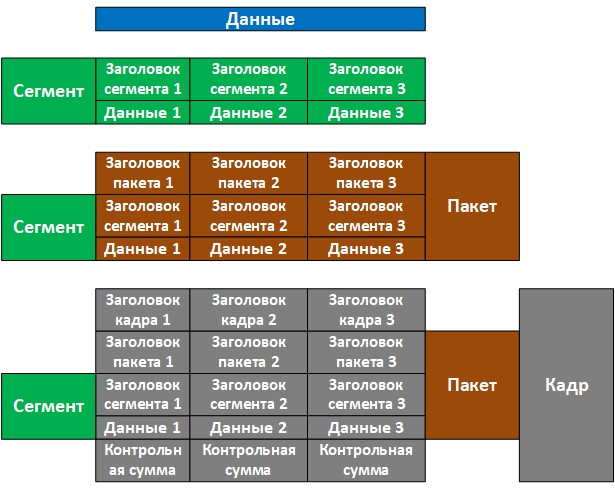 Данные
Заголовок Заголовок Заголовок
сегмента 1 сегмента 2 сегмента 3
Сегмент
Данные 1 Данные 2 Данные 3
Заголовок Заголовок Заголовок
пакета 1 пакета 2 пакета 3
Пакет
Заголовок Заголовок Заголовок
сегмента 1 сегмента 2 сегмента 3
Сегмент
Данные 1 Данные 2 Данные 3
Заголовок Заголовок Заголовок
кадра 1 кадра 2 кадра 3
Заголовок Заголовок Заголовок
пакета 1 пакета 2 пакета 3
Заголовок Заголовок Заголовок
сегмента 1 сегмента 2 сегмента 3
Пакет
Кадр
Сегмент
Данные 1 Данные 2 Данные 3
Контрольн Контрольная Контрольная
ая сумма сумма сумма